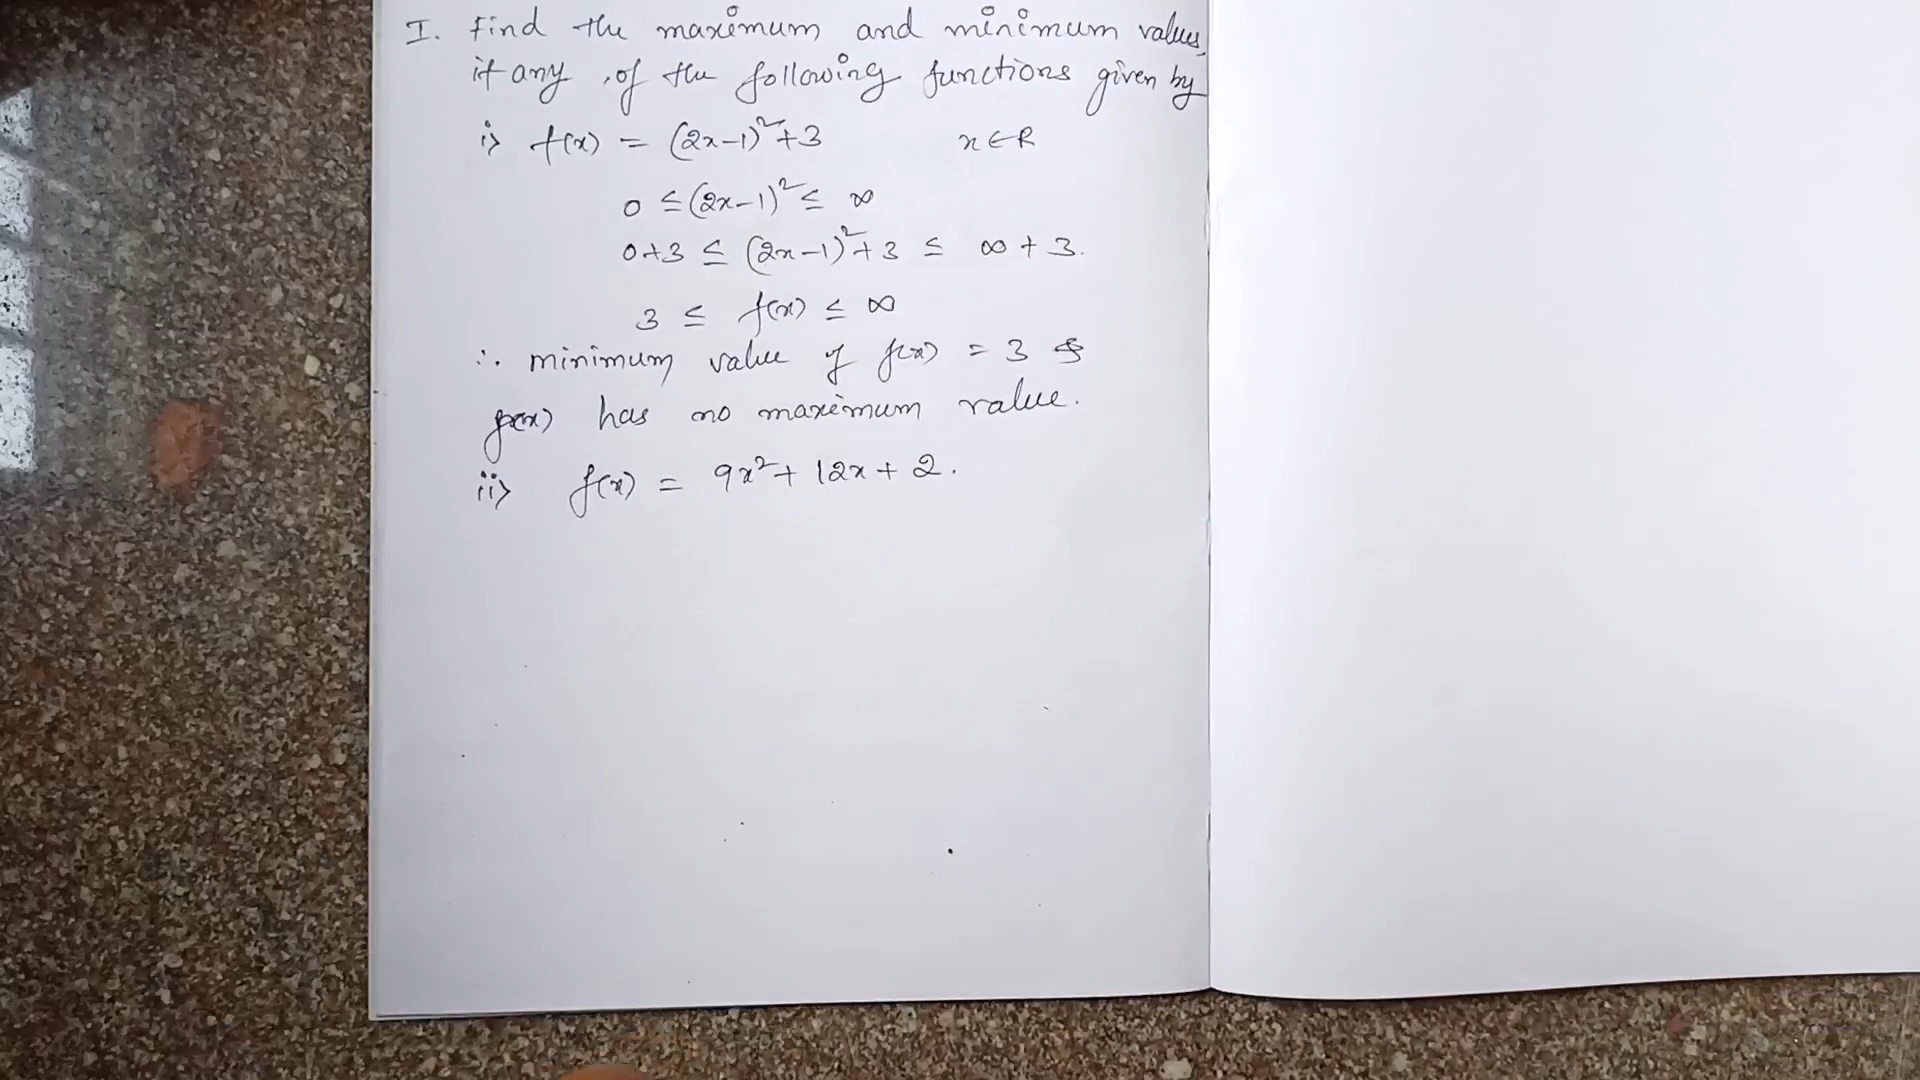 I. Find the maximum and minimum values,
if any, of the following functions given by
i> f(x) = (2x-1)²+3 x∈R
0 ≤ (2x-1)² ≤ ∞
0+3 ≤ (2x-1)²+3 ≤ ∞ + 3.
3 ≤ f(x) ≤ ∞
∴ minimum value of f(x) = 3 &
f(x) has no maximum value.
ii> f(x) = 9x²+ 12x + 2.